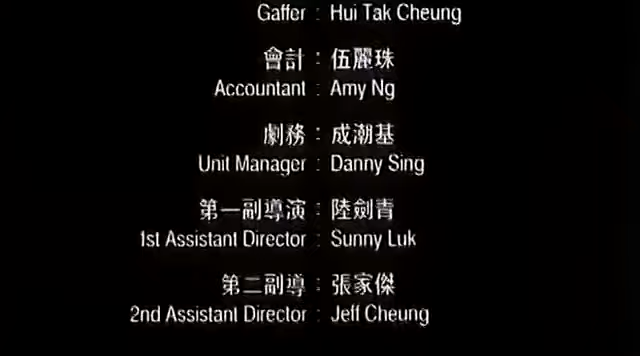 Gaffer : Hui Tak Cheung
會計 : 伍麗珠
Accountant : Amy Ng
劇務 : 成潮基
Unit Manager : Danny Sing
第一副導演 : 陸劍青
1st Assistant Director : Sunny Luk
第二副導 : 張家傑
2nd Assistant Director : Jeff Cheung